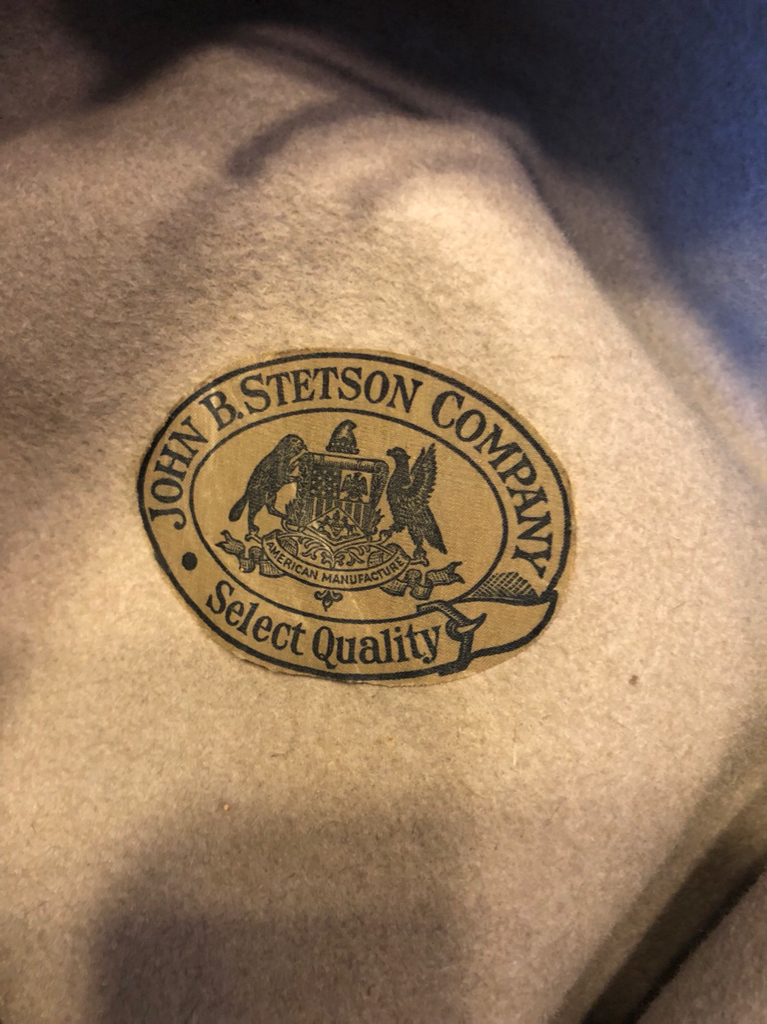 JOHN B. STETSON COMPANY
AMERICAN MANUFACTURE
Select Quality